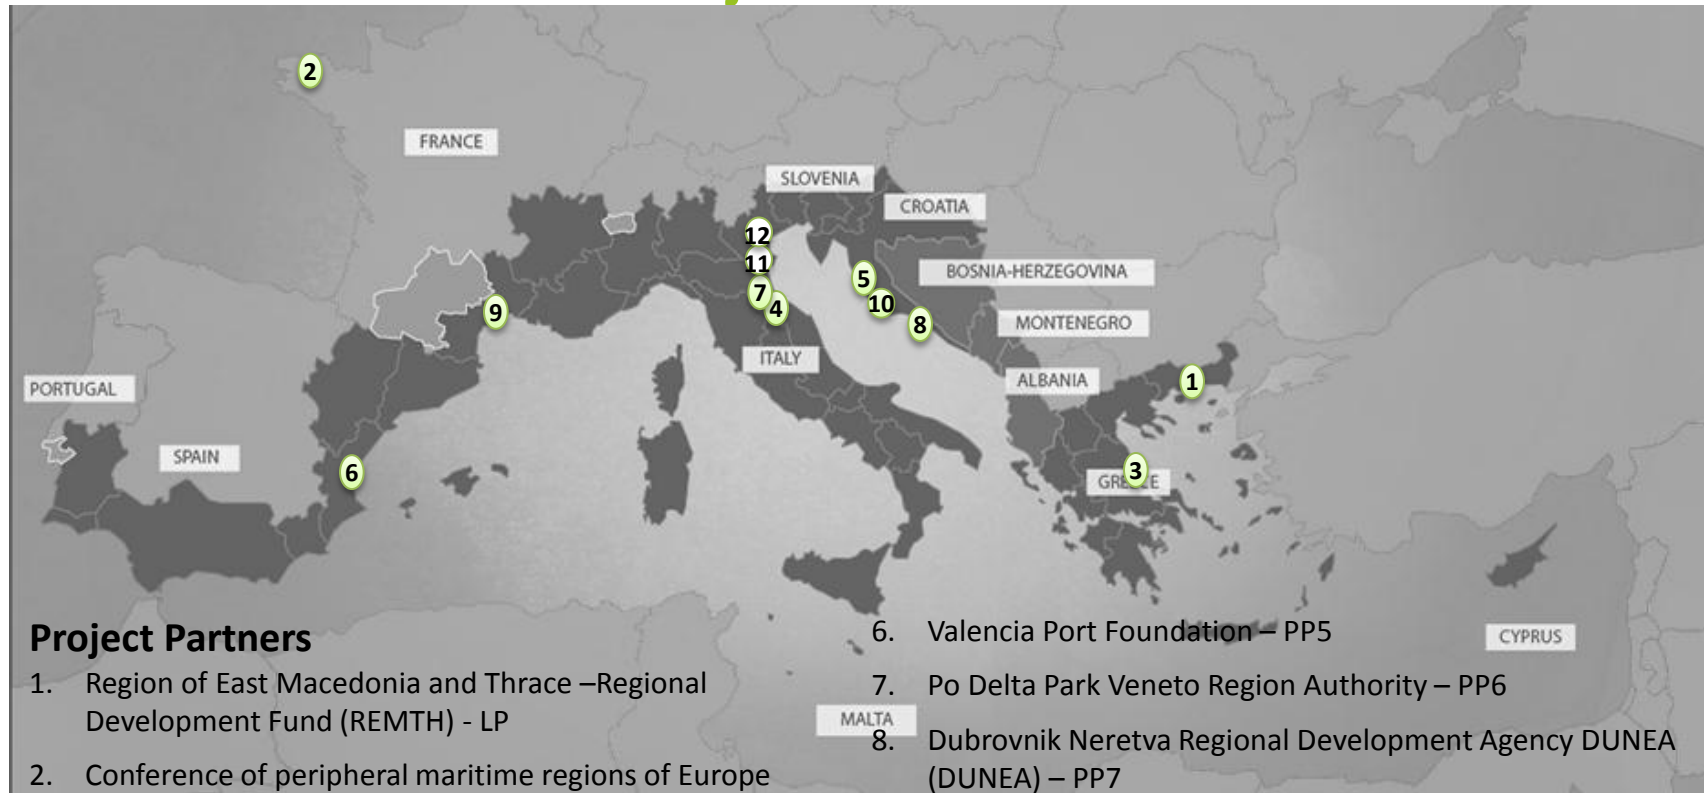 2
FRANCE
SLOVENIA
CROATIA
12
11
BOSNIA-HERZEGOVINA
5
7
10
4
9
8
MONTENEGRO
ITALY
ALBANIA
1
PORTUGAL
SPAIN
6
3
GREECE
CYPRUS
MALTA
Project Partners
1. Region of East Macedonia and Thrace –Regional
Development Fund (REMTH) - LP
2. Conference of peripheral maritime regions of Europe
6. Valencia Port Foundation – PP5
7. Po Delta Park Veneto Region Authority – PP6
8. Dubrovnik Neretva Regional Development Agency DUNEA
(DUNEA) – PP7